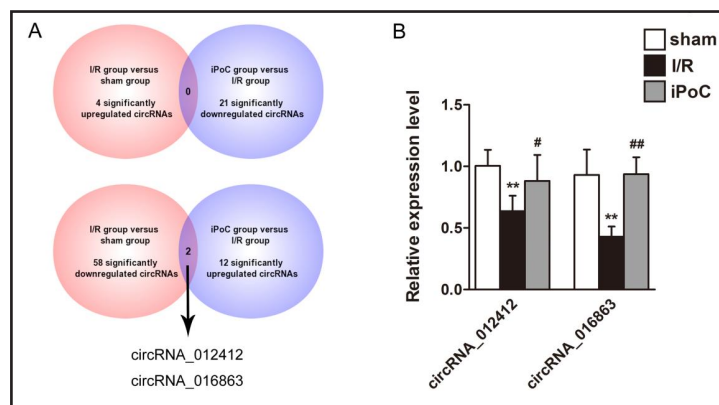 A
I/R group versus
sham group
4 significantly
upregulated circRNAs
0
iPoC group versus
I/R group
21 significantly
downregulated circRNAs
I/R group versus
sham group
58 significantly
downregulated circRNAs
2
iPoC group versus
I/R group
12 significantly
upregulated circRNAs
circRNA_012412
circRNA_016863
B
sham
I/R
iPoC
Relative expression level
1.5
1.0
0.5
0.0
**
#
**
##
circRNA_012412
circRNA_016863